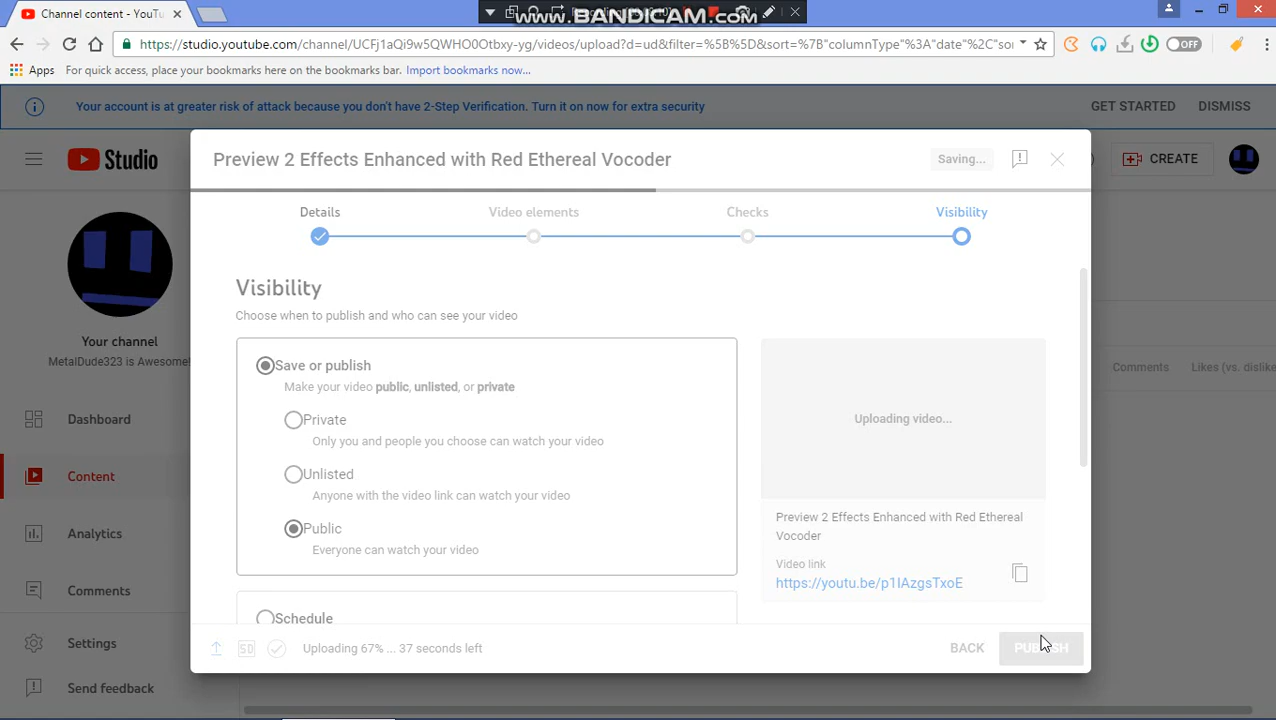 Content content - YouTu
www.BANDICAM.com
https://studio.youtube.com/channel/UCFj1aQi9w5QWHO0Otbxy-yg/videos/upload?d=ud&filter=%5B%5D&sort=%7B"columnType"%3A"date"%2C"sor
OFF
Apps
For quick access, place your bookmarks here on the bookmarks bar.
Import bookmarks now...
Your account is at greater risk of attack because you don't have 2-Step Verification. Turn it on now for extra security
GET STARTED
DISMISS
Studio
CREATE
Preview 2 Effects Enhanced with Red Ethereal Vocoder
Saving...
Details
Video elements
Checks
Visibility
Visibility
Choose when to publish and who can see your video
Save or publish
Make your video public, unlisted, or private
Private
Only you and people you choose can watch your video
Unlisted
Anyone with the video link can watch your video
Public
Everyone can watch your video
Schedule
Uploading video...
Preview 2 Effects Enhanced with Red Ethereal
Vocoder
Video link
https://youtu.be/p1IAzgsTxoE
SD
Uploading 67% ... 37 seconds left
BACK
PUBLISH
Your channel
MetalDude323 is Awesome!
Dashboard
Content
Analytics
Comments
Settings
Send feedback
Comments
Likes (vs. dislike